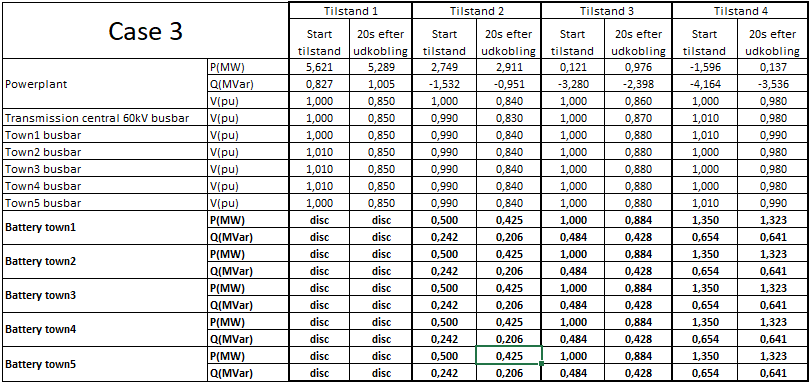 Case 3 Tilstand 1 Tilstand 2 Tilstand 3 Tilstand 4
Start tilstand 20s efter udkobling Start tilstand 20s efter udkobling Start tilstand 20s efter udkobling Start tilstand 20s efter udkobling
Powerplant P(MW) 5,621 5,289 2,749 2,911 0,121 0,976 -1,596 0,137
Q(MVar) 0,827 1,005 -1,532 -0,951 -3,280 -2,398 -4,164 -3,536
V(pu) 1,000 0,850 1,000 0,840 1,000 0,860 1,000 0,980
Transmission central 60kV busbar V(pu) 1,000 0,850 0,990 0,830 1,000 0,870 1,010 0,980
Town1 busbar V(pu) 1,000 0,850 0,990 0,840 1,000 0,880 1,010 0,990
Town2 busbar V(pu) 1,010 0,850 0,990 0,840 1,000 0,880 1,000 0,980
Town3 busbar V(pu) 1,010 0,850 0,990 0,840 1,000 0,880 1,000 0,980
Town4 busbar V(pu) 1,010 0,850 0,990 0,840 1,000 0,880 1,000 0,980
Town5 busbar V(pu) 1,000 0,850 0,990 0,840 1,000 0,880 1,010 0,990
Battery town1 P(MW) disc disc 0,500 0,425 1,000 0,884 1,350 1,323
Q(MVar) disc disc 0,242 0,206 0,484 0,428 0,654 0,641
Battery town2 P(MW) disc disc 0,500 0,425 1,000 0,884 1,350 1,323
Q(MVar) disc disc 0,242 0,206 0,484 0,428 0,654 0,641
Battery town3 P(MW) disc disc 0,500 0,425 1,000 0,884 1,350 1,323
Q(MVar) disc disc 0,242 0,206 0,484 0,428 0,654 0,641
Battery town4 P(MW) disc disc 0,500 0,425 1,000 0,884 1,350 1,323
Q(MVar) disc disc 0,242 0,206 0,484 0,428 0,654 0,641
Battery town5 P(MW) disc disc 0,500 0,425 1,000 0,884 1,350 1,323
Q(MVar) disc disc 0,242 0,206 0,484 0,428 0,654 0,641